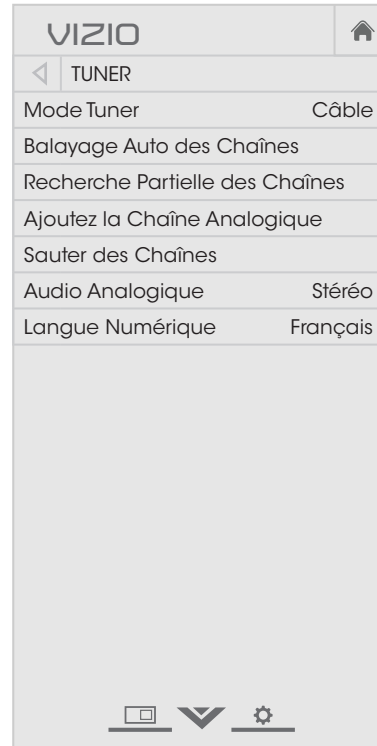 VIZIO
TUNER
Mode Tuner Câble
Balayage Auto des Chaînes
Recherche Partielle des Chaînes
Ajoutez la Chaîne Analogique
Sauter des Chaînes
Audio Analogique Stéréo
Langue Numérique Français